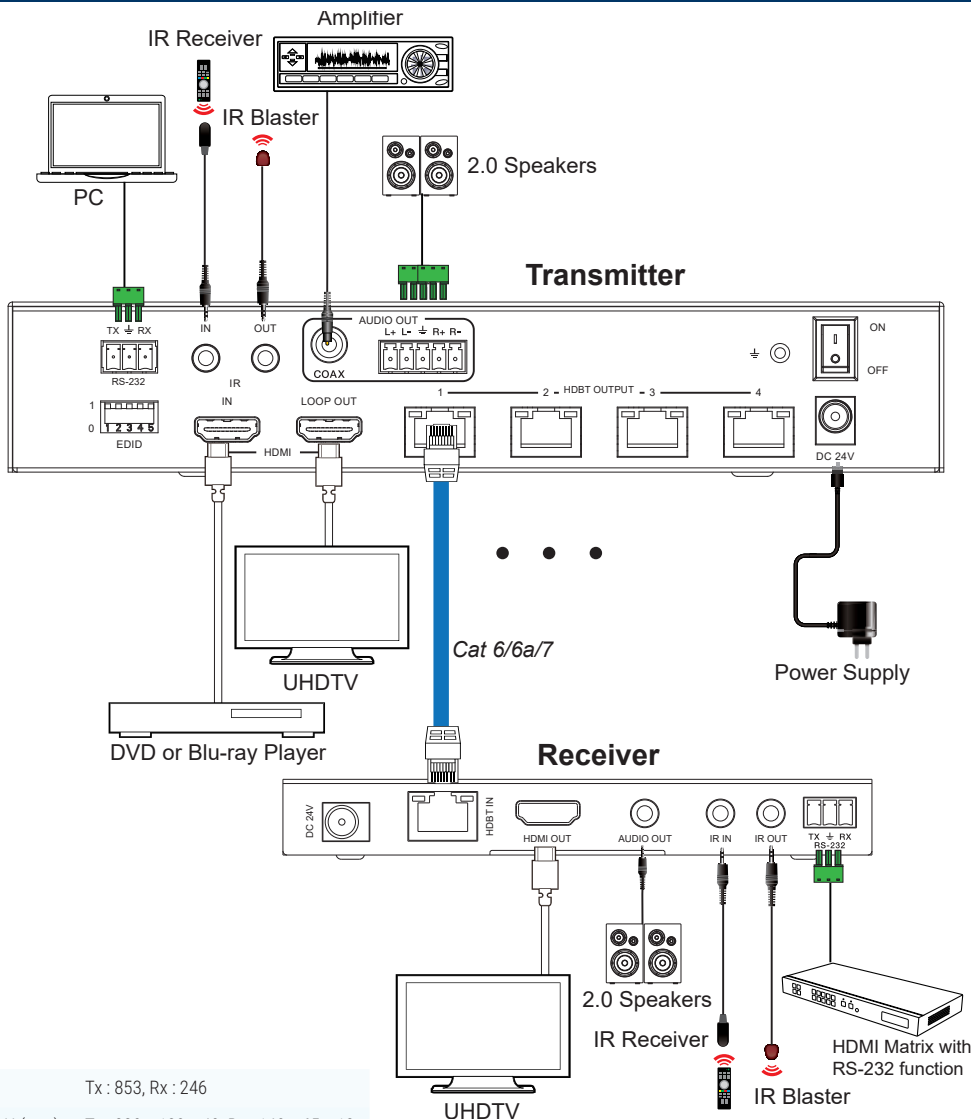 Amplifier
IR Receiver
IR Blaster
2.0 Speakers
PC
Transmitter
TX RX
RS-232
IN
OUT
IR
AUDIO OUT
L+ L- R+ R-
COAX
ON
OFF
1
0
1 2 3 4 5
EDID
IN
LOOP OUT
HDMI
1 2 - HDBT OUTPUT - 3 4
DC 24V
Cat 6/6a/7
UHDTV
Power Supply
DVD or Blu-ray Player
Receiver
DC 24V
HDBT IN
HDMI OUT
AUDIO OUT
IR IN
IR OUT
TX RX
RS-232
2.0 Speakers
IR Receiver
HDMI Matrix with
RS-232 function
IR Blaster
UHDTV
Tx : 853, Rx : 246